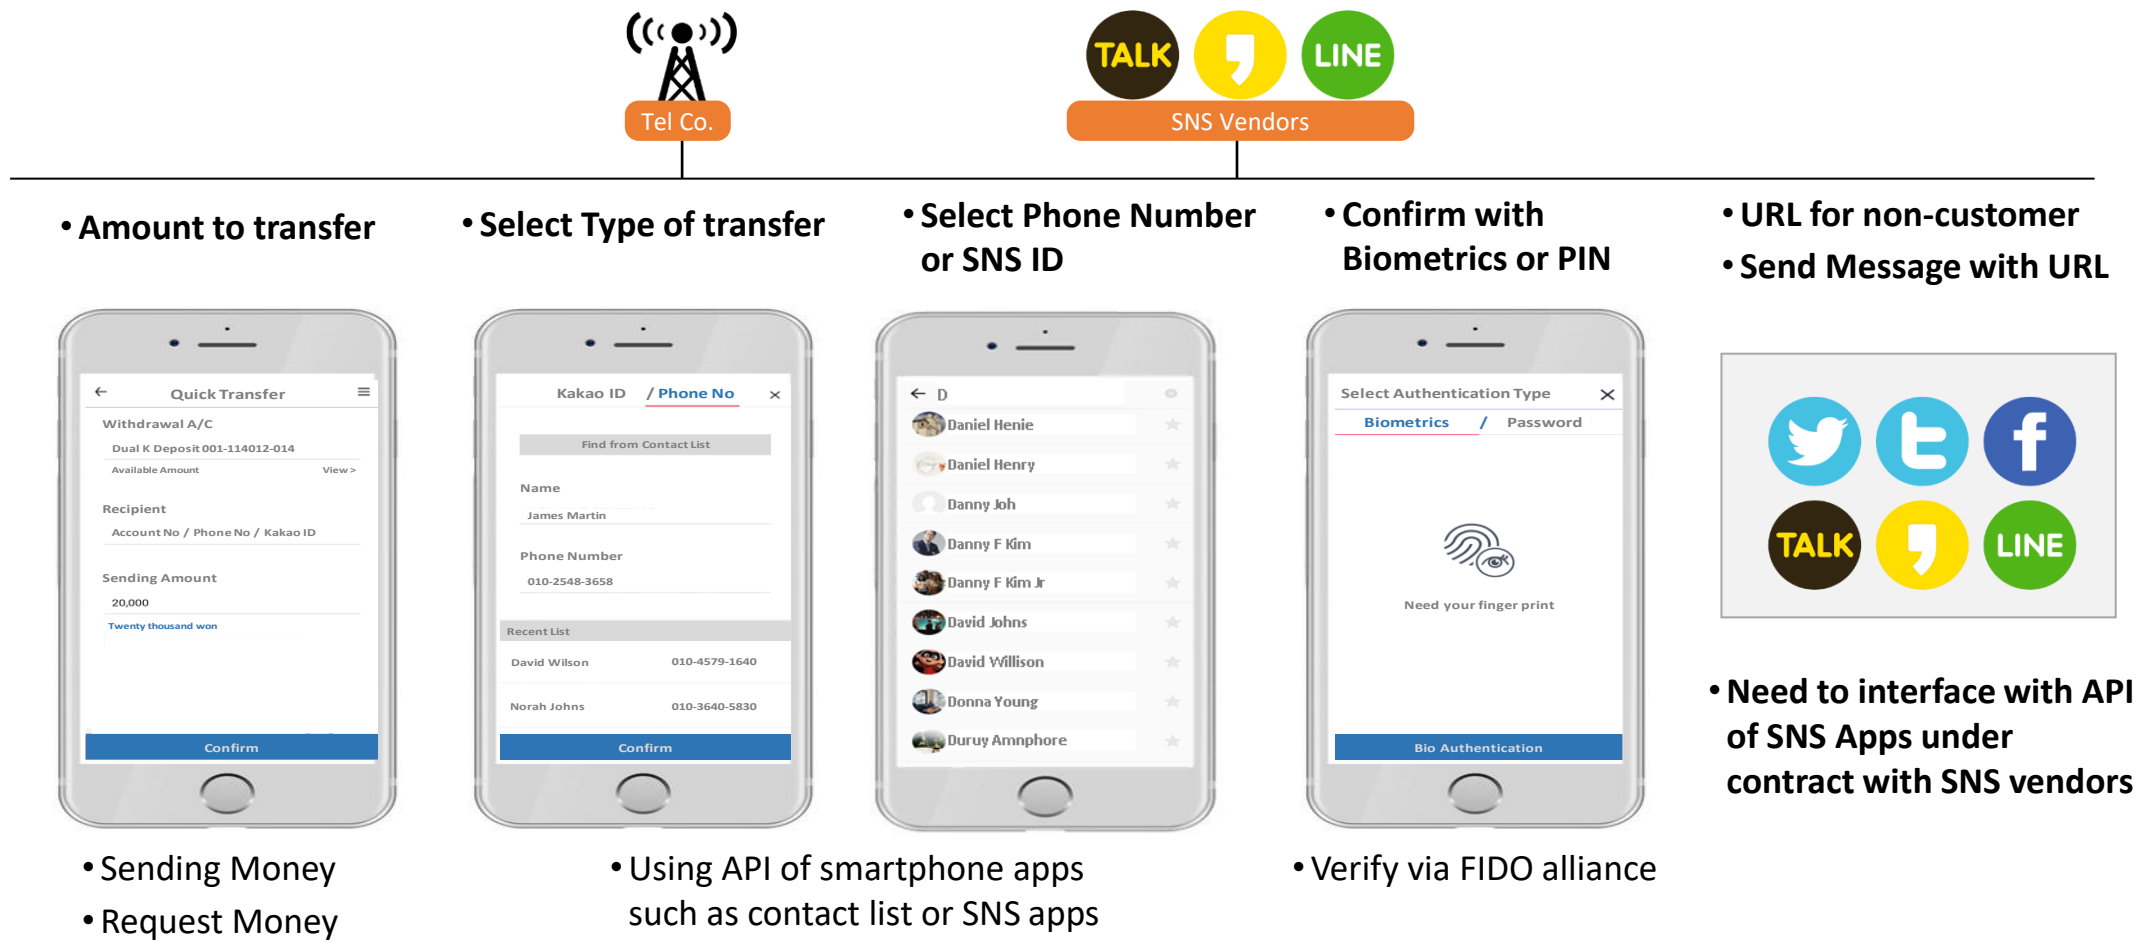 TALK
LINE
Tel Co.
SNS Vendors
• Amount to transfer
• Select Type of transfer
• Select Phone Number
or SNS ID
• Confirm with
Biometrics or PIN
• URL for non-customer
• Send Message with URL
Quick Transfer
Withdrawal A/C
Dual K Deposit 001-114012-014
Available Amount View >
Recipient
Account No / Phone No / Kakao ID
Sending Amount
20,000
Twenty thousand won
Confirm
Kakao ID / Phone No
Find from Contact List
Name
James Martin
Phone Number
010-2548-3658
Recent List
David Wilson 010-4579-1640
Norah Johns 010-3640-5830
Confirm
D
Daniel Henie
Daniel Henry
Danny Joh
Danny F Kim
Danny F Kim Jr
David Johns
David Willison
Donna Young
Duruy Amnphore
Select Authentication Type
Biometrics / Password
Need your finger print
Bio Authentication
TALK
LINE
• Need to interface with API
of SNS Apps under
contract with SNS vendors
• Sending Money
• Request Money
• Using API of smartphone apps
such as contact list or SNS apps
• Verify via FIDO alliance